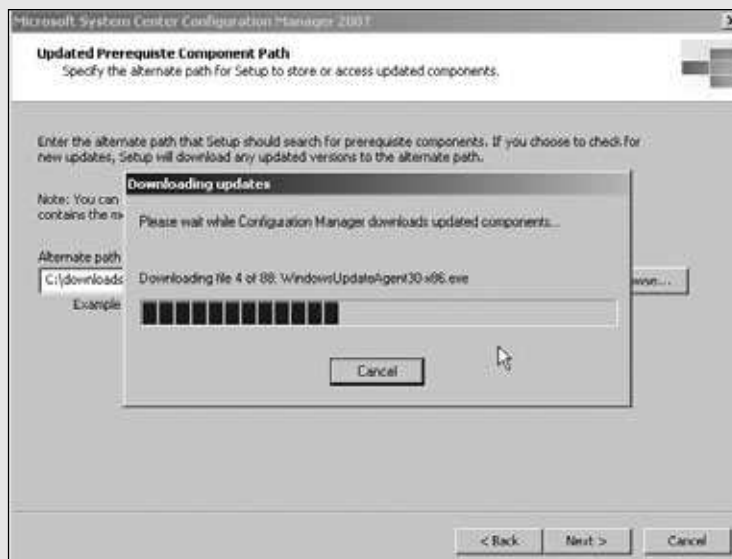 Microsoft System Center Configuration Manager 2007
Updated Prerequiste Component Path
Specify the alternate path for Setup to store or access updated components.
Enter the alternate path that Setup should search for prerequisite components. If you choose to check for
new updates, Setup will download any updated versions to the alternate path.
Note: You can
contains the
Alternate path
C:\downloads
Example
Downloading updates
Please wait while Configuration Manager downloads updated components...
Downloading file 4 of 88: WindowsUpdateAgent30-x86.exe
Cancel
wse...
< Back
Next >
Cancel